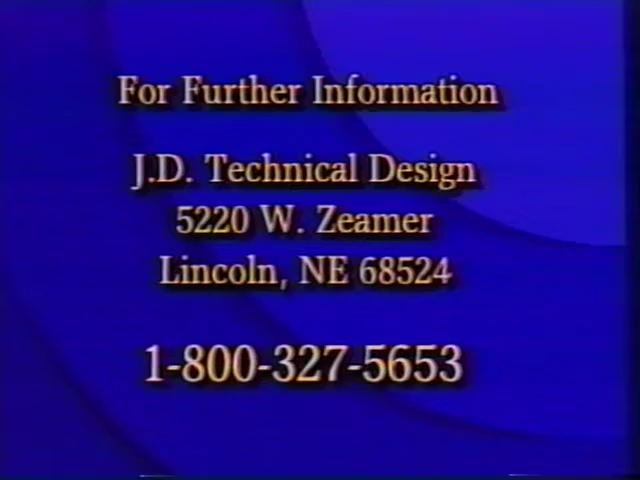 For Further Information
J.D. Technical Design
5220 W. Zeamer
Lincoln, NE 68524
1-800-327-5653